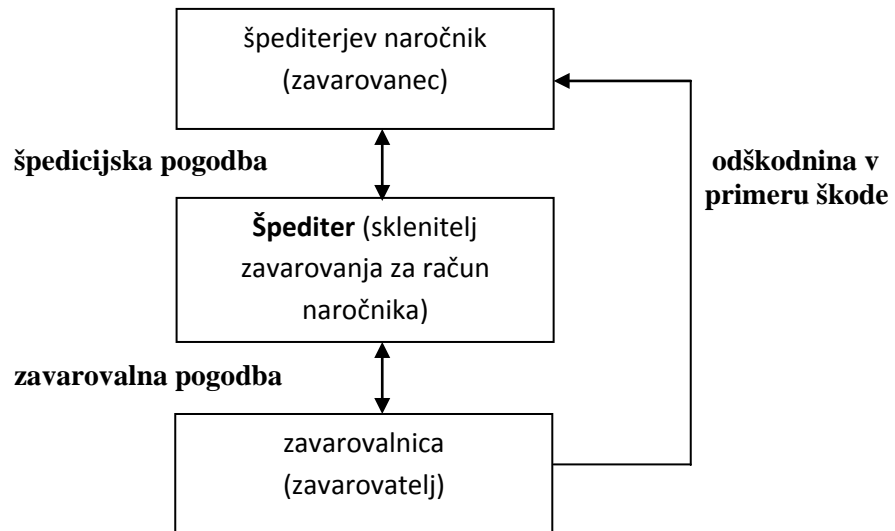 špediterjev naročnik
(zavarovanec)
špedicijska pogodba
odškodnina v
primeru škode
Špediter (sklenitelj
zavarovanja za račun
naročnika)
zavarovalna pogodba
zavarovalnica
(zavarovatelj)